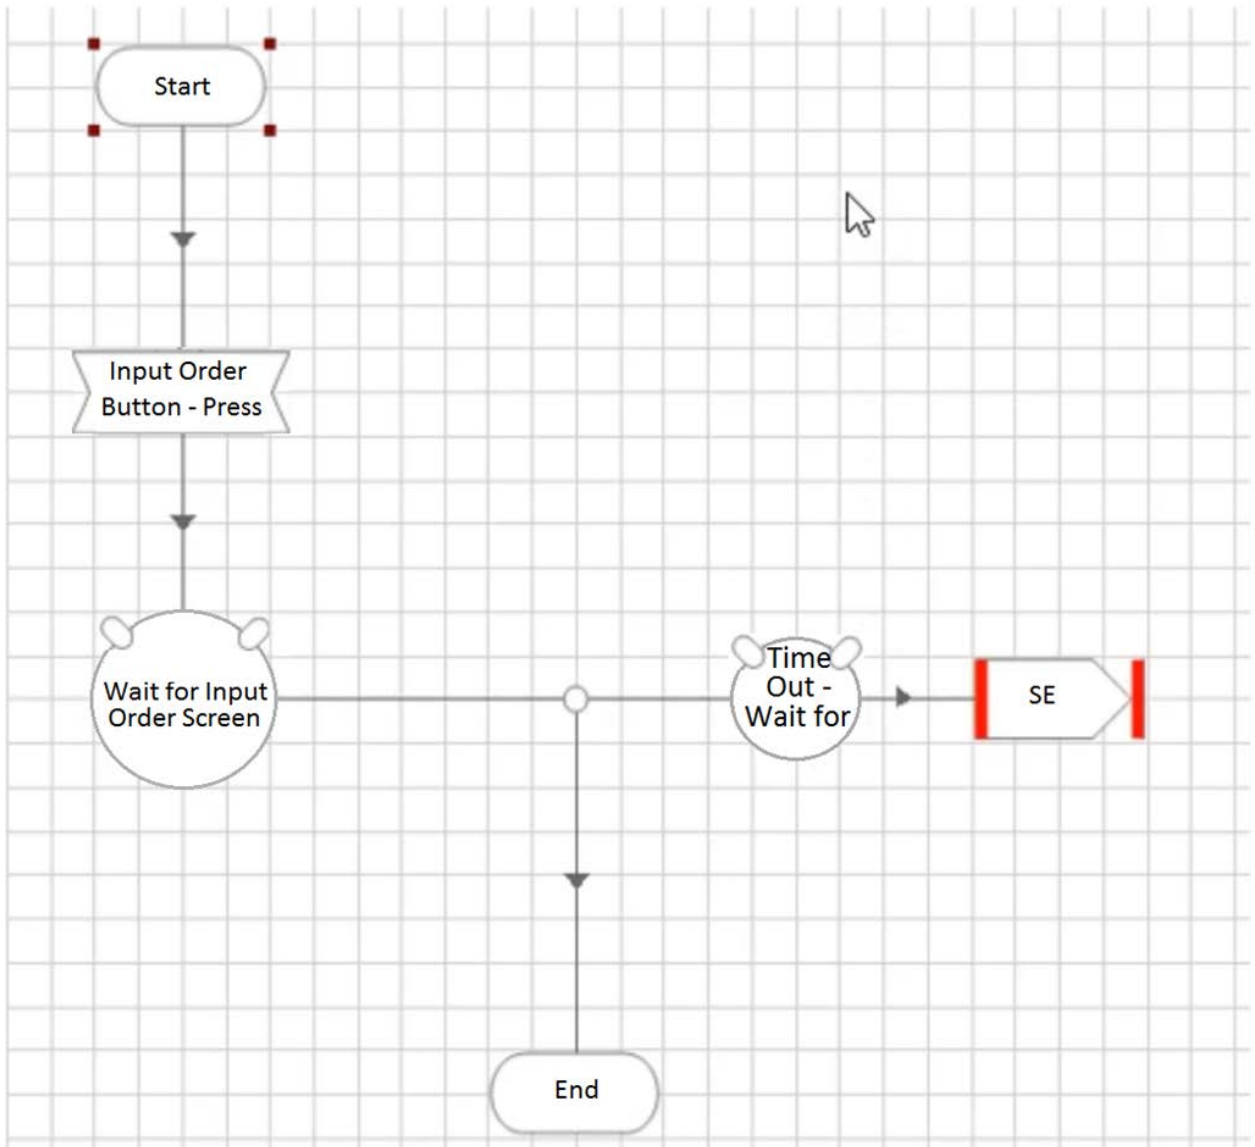 Start
Input Order
Button - Press
Wait for Input
Order Screen
Time
Out -
Wait for
SE
End